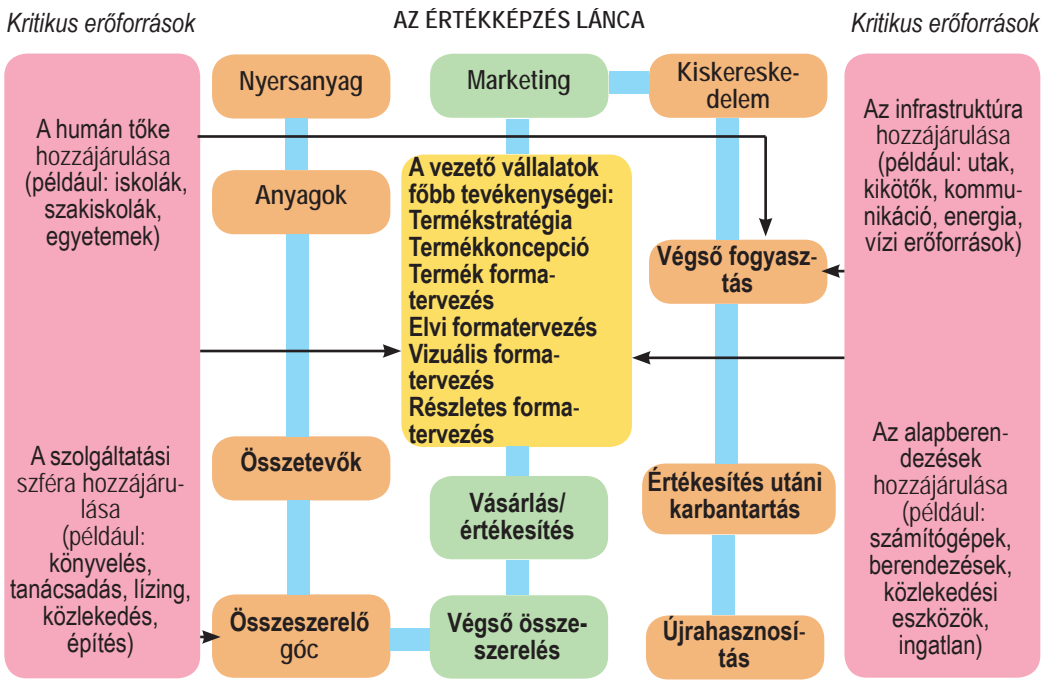 Kritikus erőforrások
AZ ÉRTÉKKÉPZÉS LÁNCA
Kritikus erőforrások
A humán tőke
hozzájárulása
(például: iskolák,
szakiskolák,
egyetemek)
A szolgáltatási
szféra hozzájáru-
lása
(például:
könyvelés,
tanácsadás, lízing,
közlekedés,
építés)
Nyersanyag
Anyagok
Összetevők
Összeszerelő
góc
Marketing
A vezető vállalatok
főbb tevékenységei:
Termékstratégia
Termékkoncepció
Termék forma-
tervezés
Elvi formatervezés
Vizuális forma-
tervezés
Részletes forma-
tervezés
Vásárlás/
értékesítés
Végső össze-
szerelés
Kiskereske-
delem
Végső fogyasz-
tás
Értékesítés utáni
karbantartás
Újrahasznosí-
tás
Az infrastruktúra
hozzájárulása
(például: utak,
kikötők, kommu-
nikáció, energia,
vízi erőforrások)
Az alapberen-
dezések
hozzájárulása
(például:
számítógépek,
berendezések,
közlekedési
eszközök,
ingatlan)